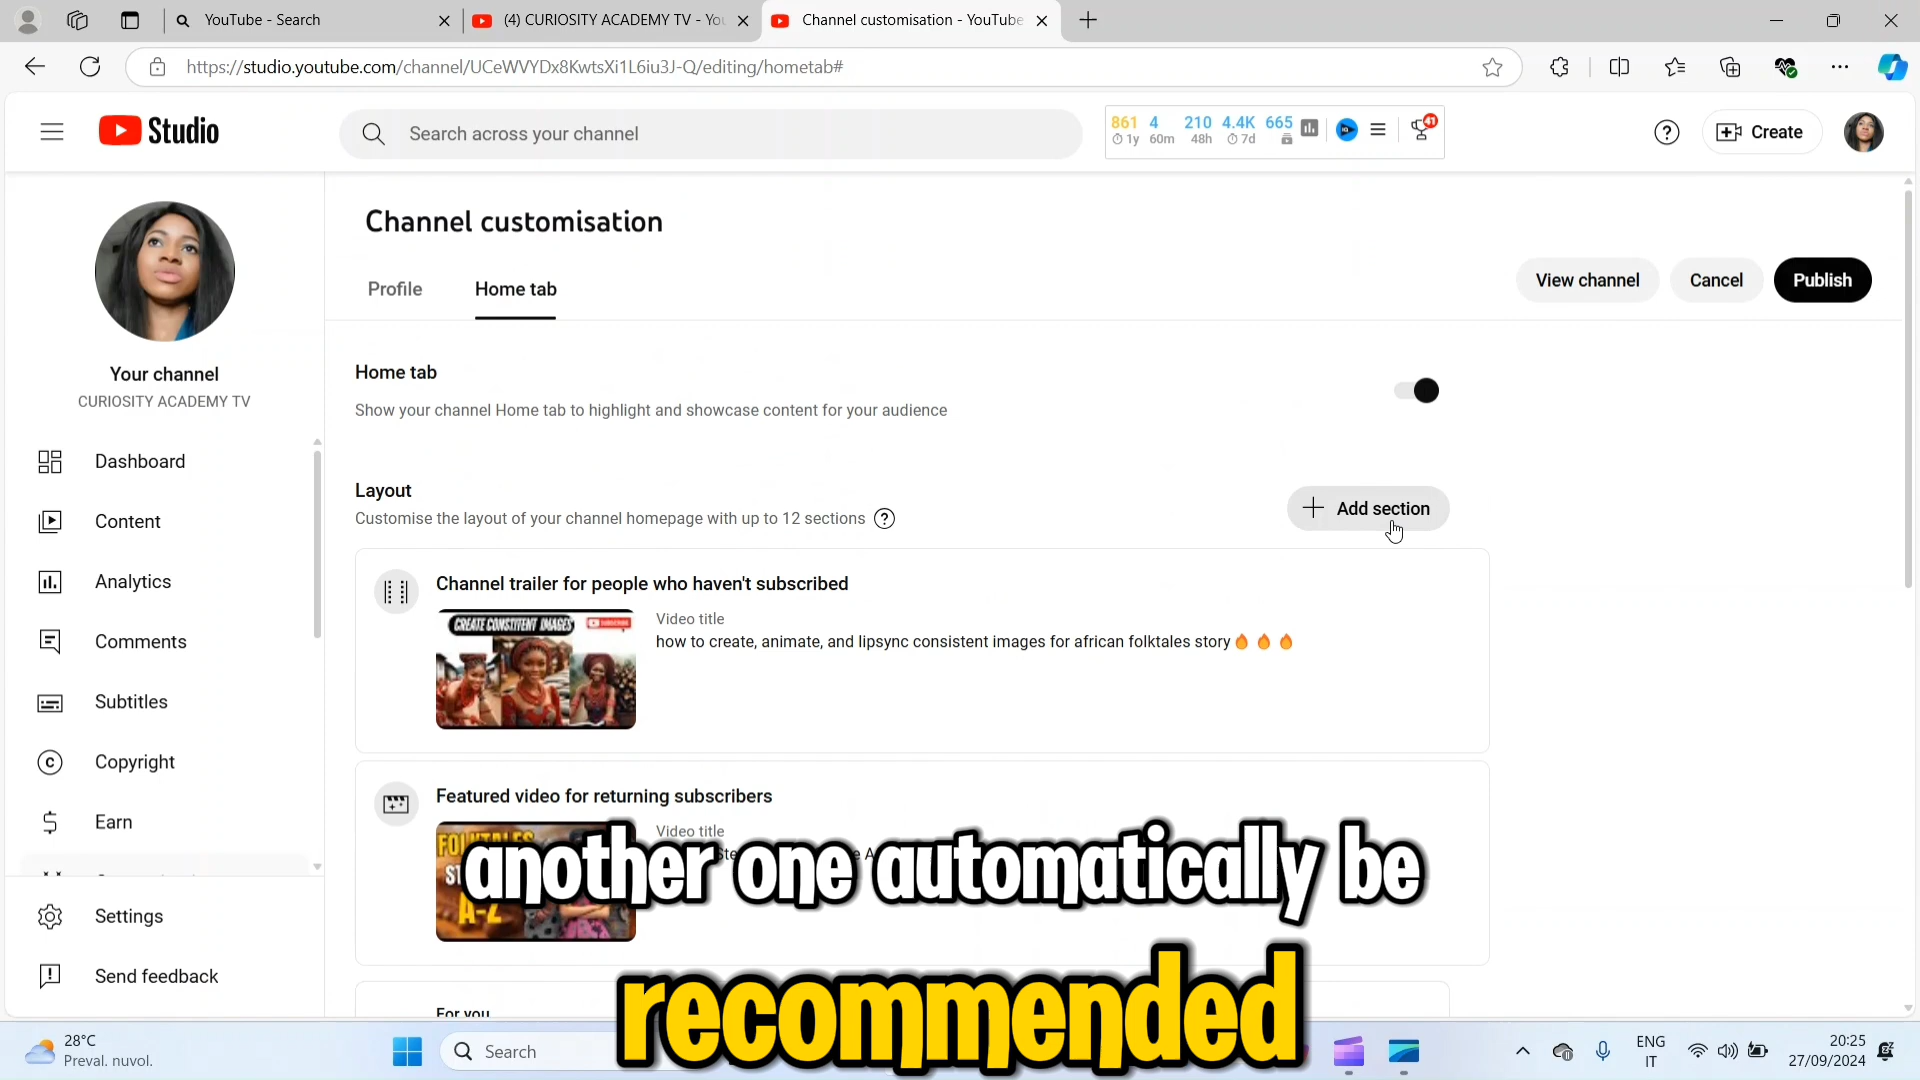 YouTube - Search
(4) CURIOSITY ACADEMY TV - You
Channel customisation - YouTube
https://studio.youtube.com/channel/UCeWVYDx8KwtsXi1L6iu3J-Q/editing/hometab#
Studio
Search across your channel
861 4 210 4.4K 665
1y 60m 48h 7d
41
Create
Channel customisation
Profile
Home tab
View channel
Cancel
Publish
Your channel
CURIOSITY ACADEMY TV
Dashboard
Content
Analytics
Comments
Subtitles
Copyright
Earn
Settings
Send feedback
Home tab
Show your channel Home tab to highlight and showcase content for your audience
Layout
Customise the layout of your channel homepage with up to 12 sections
Add section
Channel trailer for people who haven't subscribed
CREATE CONSTITENT IMAGES
SUBSCRIBE
Video title
how to create, animate, and lipsync consistent images for african folktales story🔥 🔥 🔥
Featured video for returning subscribers
Video title
FOLKTALES
A-Z
another one automatically be
recommended
For you
28°C
Preval. nuvol.
Search
ENG
IT
20:25
27/09/2024